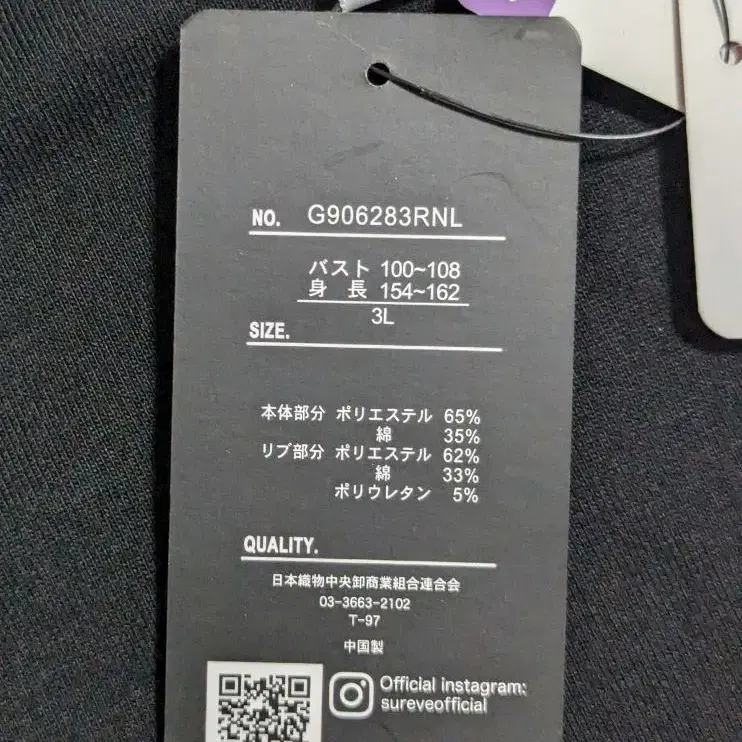 NO. G906283RNL
バスト 100~108
身 長 154~162
3L
SIZE.
本体部分 ポリエステル 65%
綿 35%
リブ部分 ポリエステル 62%
綿 33%
ポリウレタン 5%
QUALITY.
日本織物中央卸商業組合連合会
03-3663-2102
T-97
中国製
Official instagram:
sureveofficial